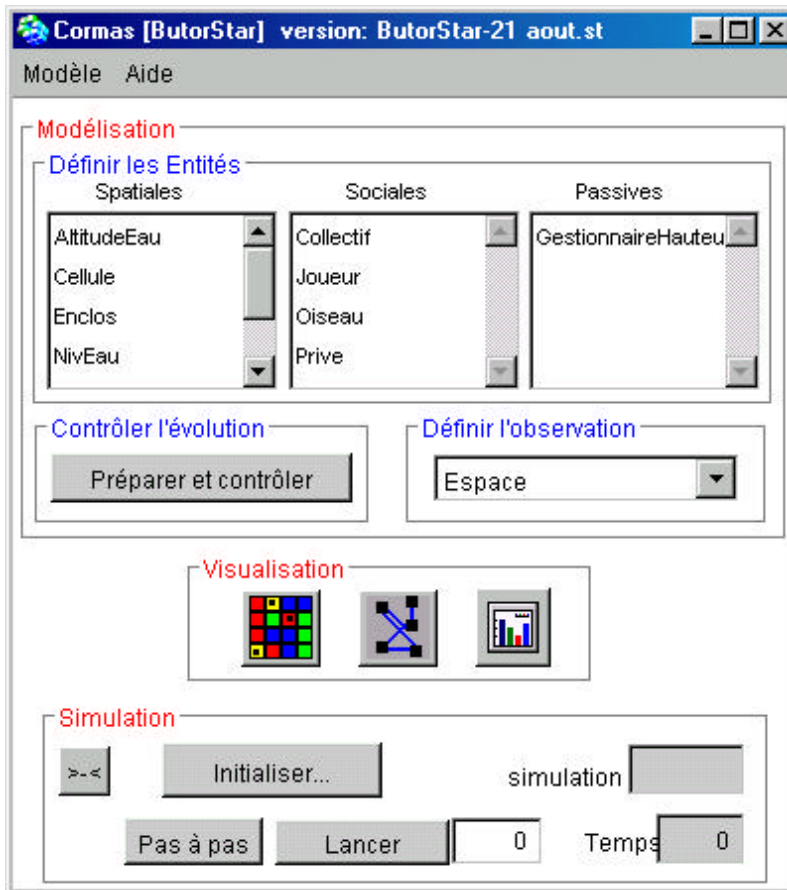 Cormas [ButorStar] version: ButorStar-21 aout.st
Modèle Aide
Modélisation
Définir les Entités
Spatiales Sociales Passives
AltitudeEau Collectif GestionnaireHauteu
Cellule Joueur
Enclos Oiseau
NivEau Prive
Contrôler l'évolution Définir l'observation
Préparer et contrôler Espace
Visualisation
Simulation
>-< Initialiser... simulation
Pas à pas Lancer 0 Temps 0